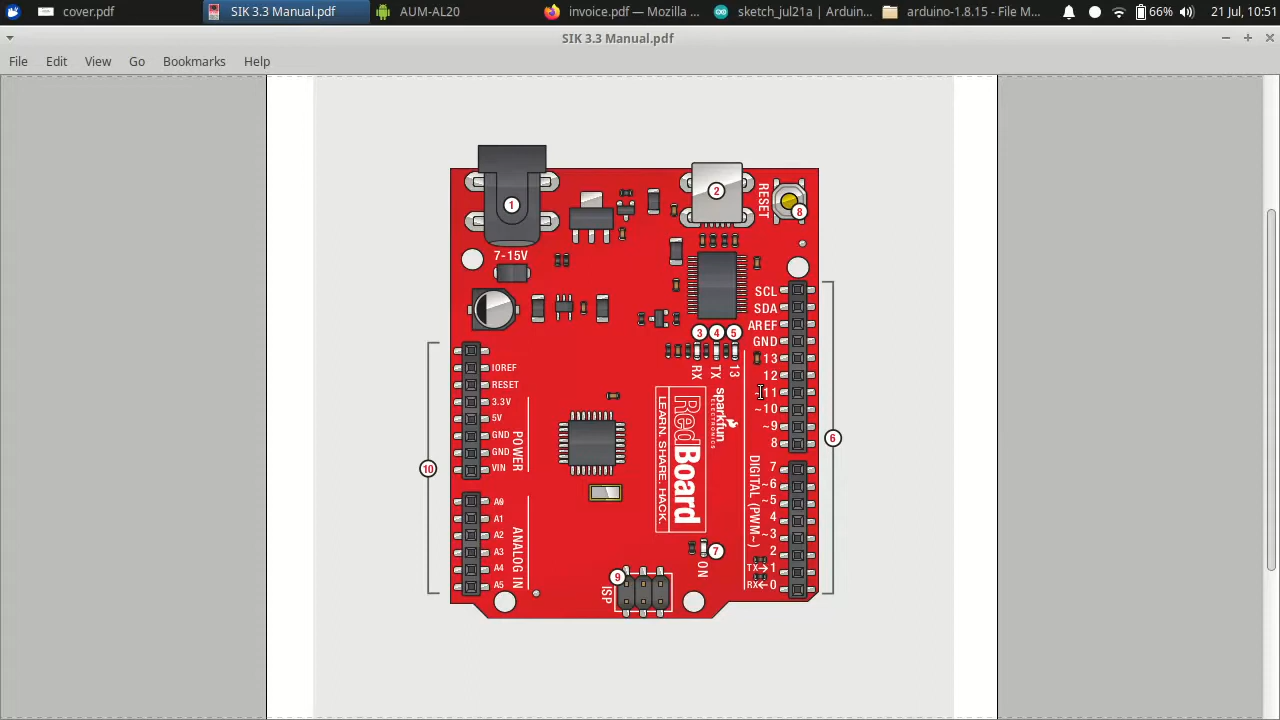 cover.pdf
SIK 3.3 Manual.pdf
AUM-AL20
invoice.pdf — Mozilla ...
sketch_jul21a | Arduin...
arduino-1.8.15 - File M...
66%
21 Jul, 10:51
SIK 3.3 Manual.pdf
File Edit View Go Bookmarks Help
1
2
RESET
8
7-15V
SCL
SDA
AREF
GND
13
12
~11
~10
~9
8
7
~6
~5
4
~3
2
TX→1
RX←0
DIGITAL (PWM~)
6
3 4 5
RX TX 13
sparkfun
ELECTRONICS
RedBoard
LEARN. SHARE. HACK.
IOREF
RESET
3.3V
5V
GND
GND
VIN
POWER
10
A0
A1
A2
A3
A4
A5
ANALOG IN
7
ON
9
ISP